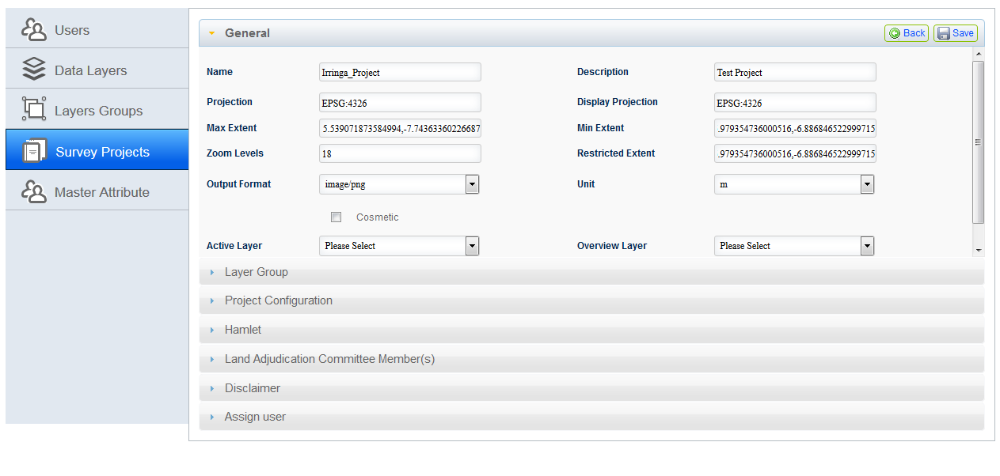 Users
Data Layers
Layers Groups
Survey Projects
Master Attribute
General
Back
Save
Name
Irringa_Project
Description
Test Project
Projection
EPSG:4326
Display Projection
EPSG:4326
Max Extent
5.539071873584994,-7.74363360226687
Min Extent
.979354736000516,-6.886846522999715
Zoom Levels
18
Restricted Extent
.979354736000516,-6.886846522999715
Output Format
image/png
Unit
m
Cosmetic
Active Layer
Please Select
Overview Layer
Please Select
Layer Group
Project Configuration
Hamlet
Land Adjudication Committee Member(s)
Disclaimer
Assign user